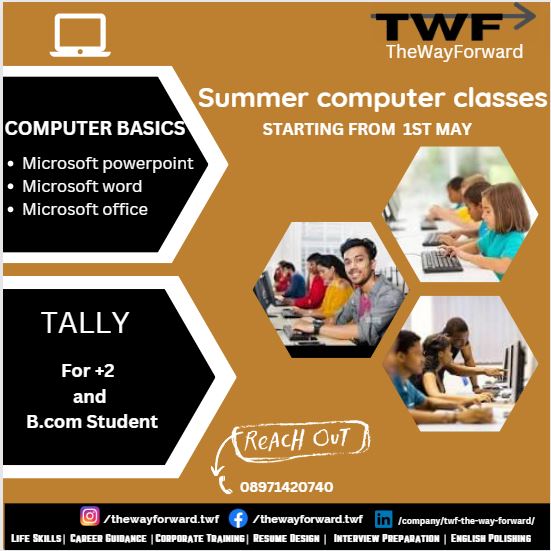 TWF
TheWayForward
Summer computer classes
STARTING FROM 1ST MAY
COMPUTER BASICS
• Microsoft powerpoint
• Microsoft word
• Microsoft office
TALLY
For +2
and
B.com Student
REACH OUT
08971420740
/thewayforward.twf
/thewayforward.twf
in /company/twf-the-way-forward/
LIFE SKILLS| CAREER GUIDANCE |CORPORATE TRAINING| RESUME DESIGN | INTERVIEW PREPARATION | ENGLISH POLISHING